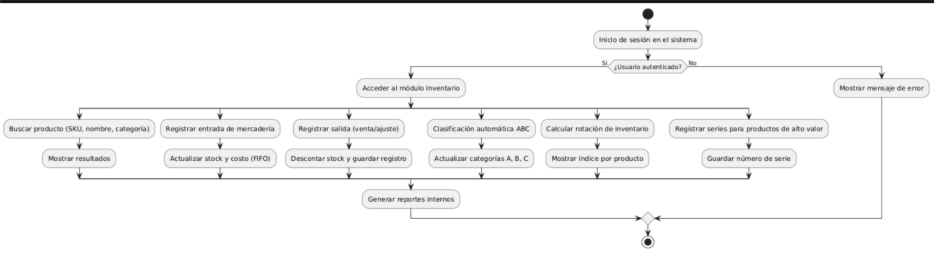 Inicio de sesión en el sistema
Sí
¿Usuario autenticado?
No
Acceder al módulo Inventario
Mostrar mensaje de error
Buscar producto (SKU, nombre, categoría)
Registrar entrada de mercadería
Registrar salida (venta/ajuste)
Clasificación automática ABC
Calcular rotación de inventario
Registrar series para productos de alto valor
Mostrar resultados
Actualizar stock y costo (FIFO)
Descontar stock y guardar registro
Actualizar categorías A, B, C
Mostrar índice por producto
Guardar número de serie
Generar reportes internos